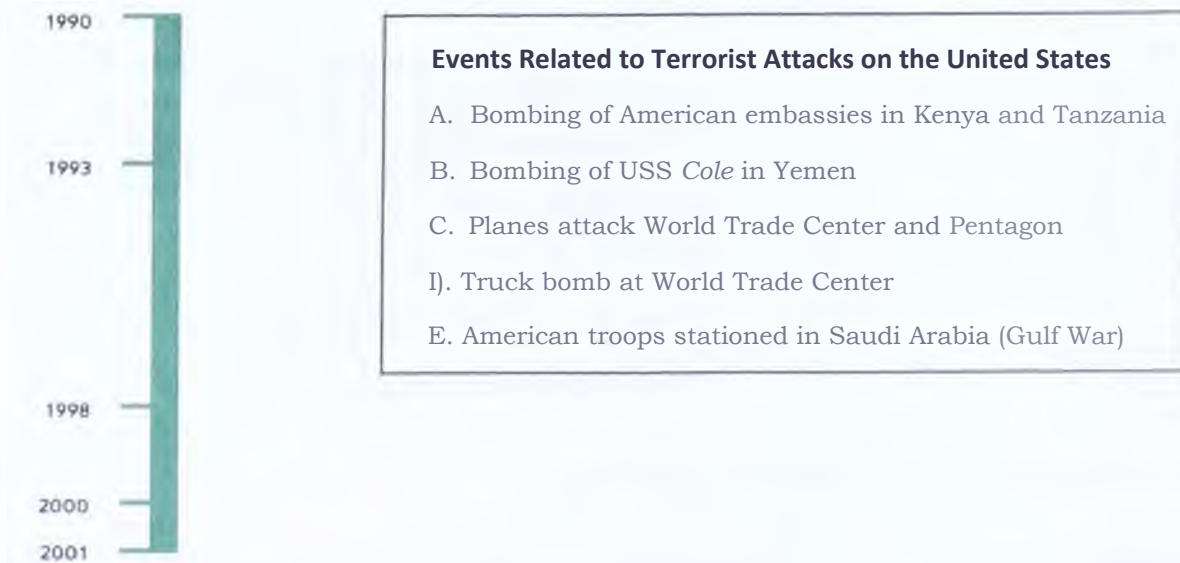 1990
1993
1998
2000
2001
Events Related to Terrorist Attacks on the United States
A. Bombing of American embassies in Kenya and Tanzania
B. Bombing of USS Cole in Yemen
C. Planes attack World Trade Center and Pentagon
I). Truck bomb at World Trade Center
E. American troops stationed in Saudi Arabia (Gulf War)